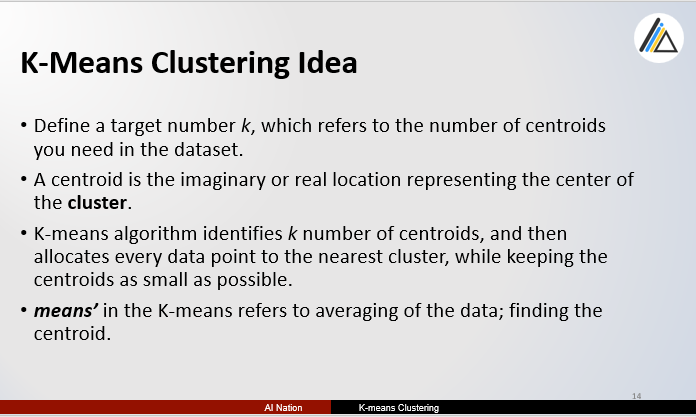 K-Means Clustering Idea
• Define a target number k, which refers to the number of centroids
you need in the dataset.
• A centroid is the imaginary or real location representing the center of
the cluster.
• K-means algorithm identifies k number of centroids, and then
allocates every data point to the nearest cluster, while keeping the
centroids as small as possible.
• means’ in the K-means refers to averaging of the data; finding the
centroid.
14
AI Nation
K-means Clustering